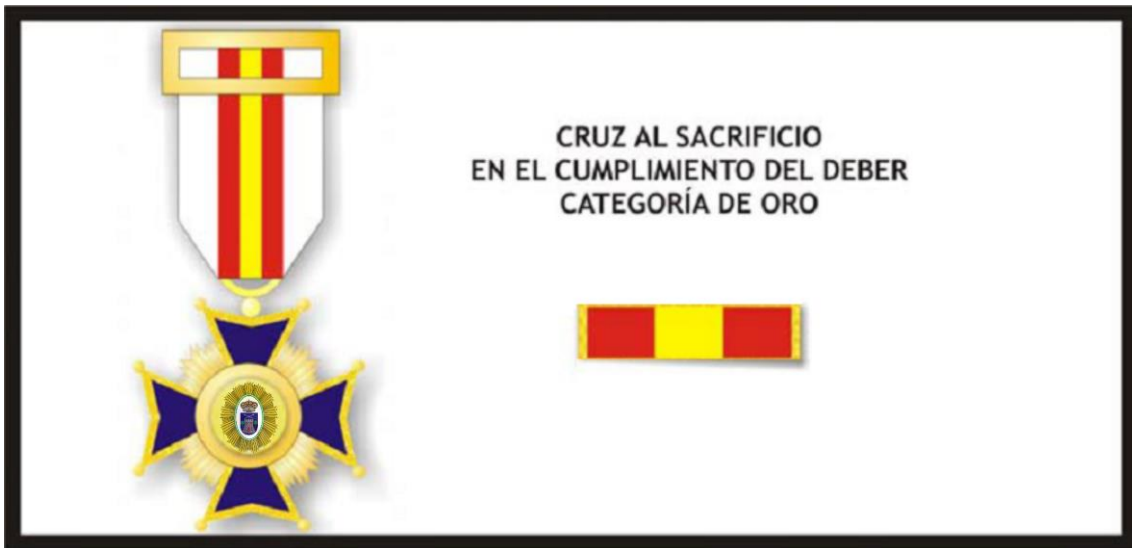 CRUZ AL SACRIFICIO
EN EL CUMPLIMIENTO DEL DEBER
CATEGORÍA DE ORO